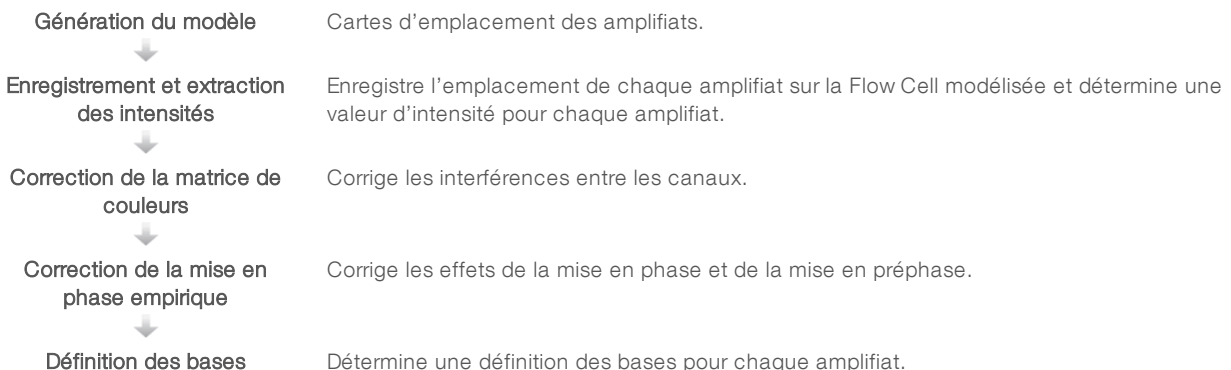 Génération du modèle
Cartes d’emplacement des amplifiats.
Enregistrement et extraction
des intensités
Enregistre l’emplacement de chaque amplifiat sur la Flow Cell modélisée et détermine une
valeur d’intensité pour chaque amplifiat.
Correction de la matrice de
couleurs
Corrige les interférences entre les canaux.
Correction de la mise en
phase empirique
Corrige les effets de la mise en phase et de la mise en préphase.
Définition des bases
Détermine une définition des bases pour chaque amplifiat.